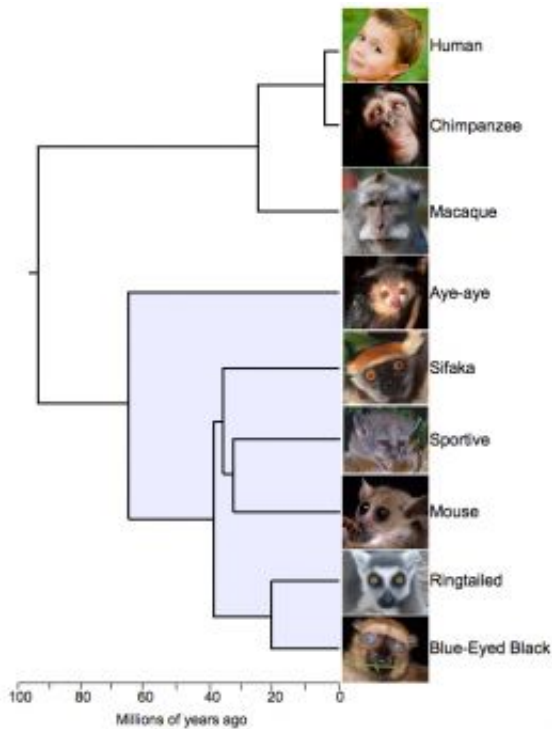 Human
Chimpanzee
Macaque
Aye-aye
Sifaka
Sportive
Mouse
Ringtailed
Blue-Eyed Black
100 80 60 40 20 0
Millions of years ago